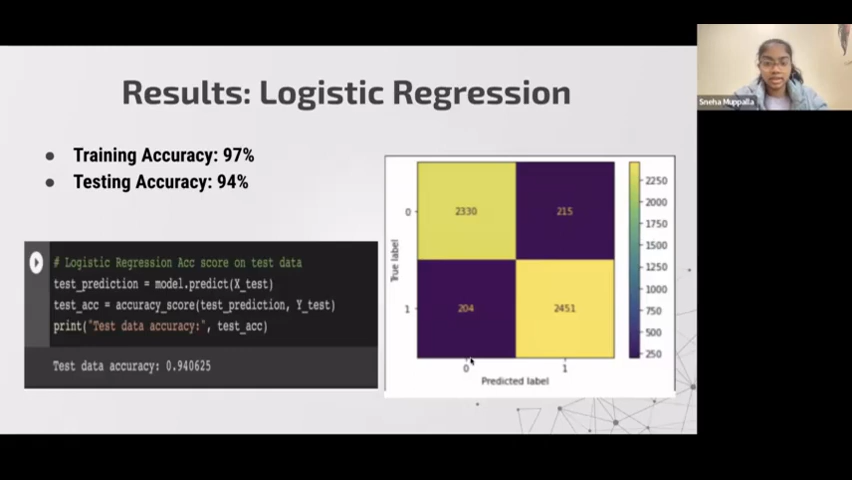 Results: Logistic Regression
Sneha Muppalla
● Training Accuracy: 97%
● Testing Accuracy: 94%
# Logistic Regression Acc score on test data
test_prediction = model.predict(X_test)
test_acc = accuracy_score(test_prediction, Y_test)
print("Test data accuracy:", test_acc)
Test data accuracy: 0.940625
True label
0
1
2330
215
204
2451
0
1
Predicted label
2250
2000
1750
1500
1250
1000
750
500
250